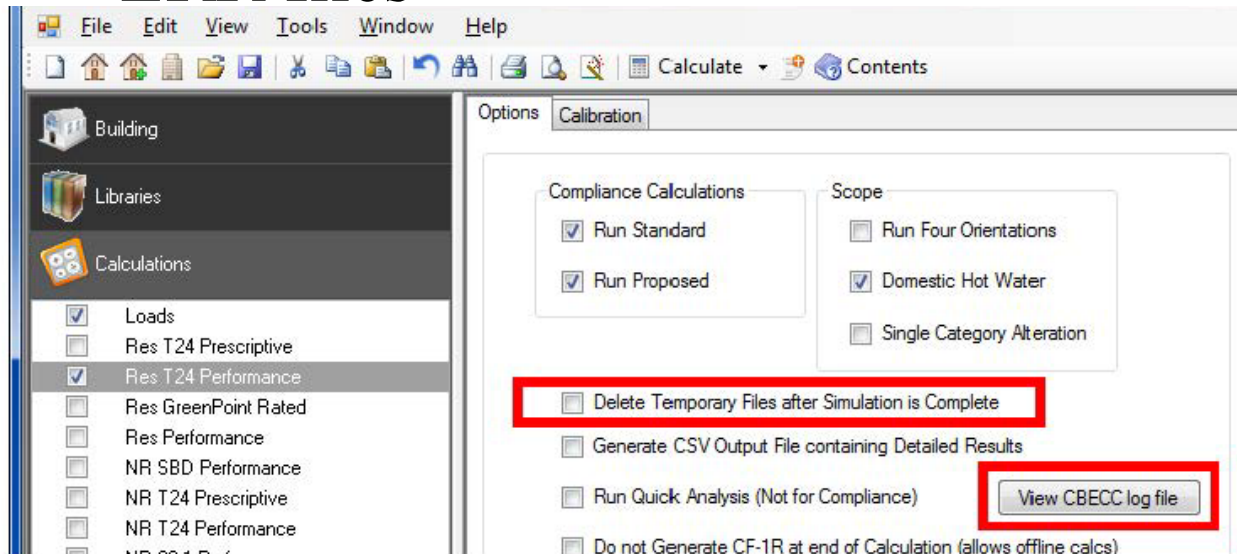 File Edit View Tools Window Help
Calculate Contents
Building
Libraries
Calculations
Loads
Res T24 Prescriptive
Res T24 Performance
Res GreenPoint Rated
Res Performance
NR SBD Performance
NR T24 Prescriptive
NR T24 Performance
Options Calibration
Compliance Calculations
Run Standard
Run Proposed
Scope
Run Four Orientations
Domestic Hot Water
Single Category Alteration
Delete Temporary Files after Simulation is Complete
Generate CSV Output File containing Detailed Results
Run Quick Analysis (Not for Compliance) View CBECC log file
Do not Generate CF-1R at end of Calculation (allows offline calcs)